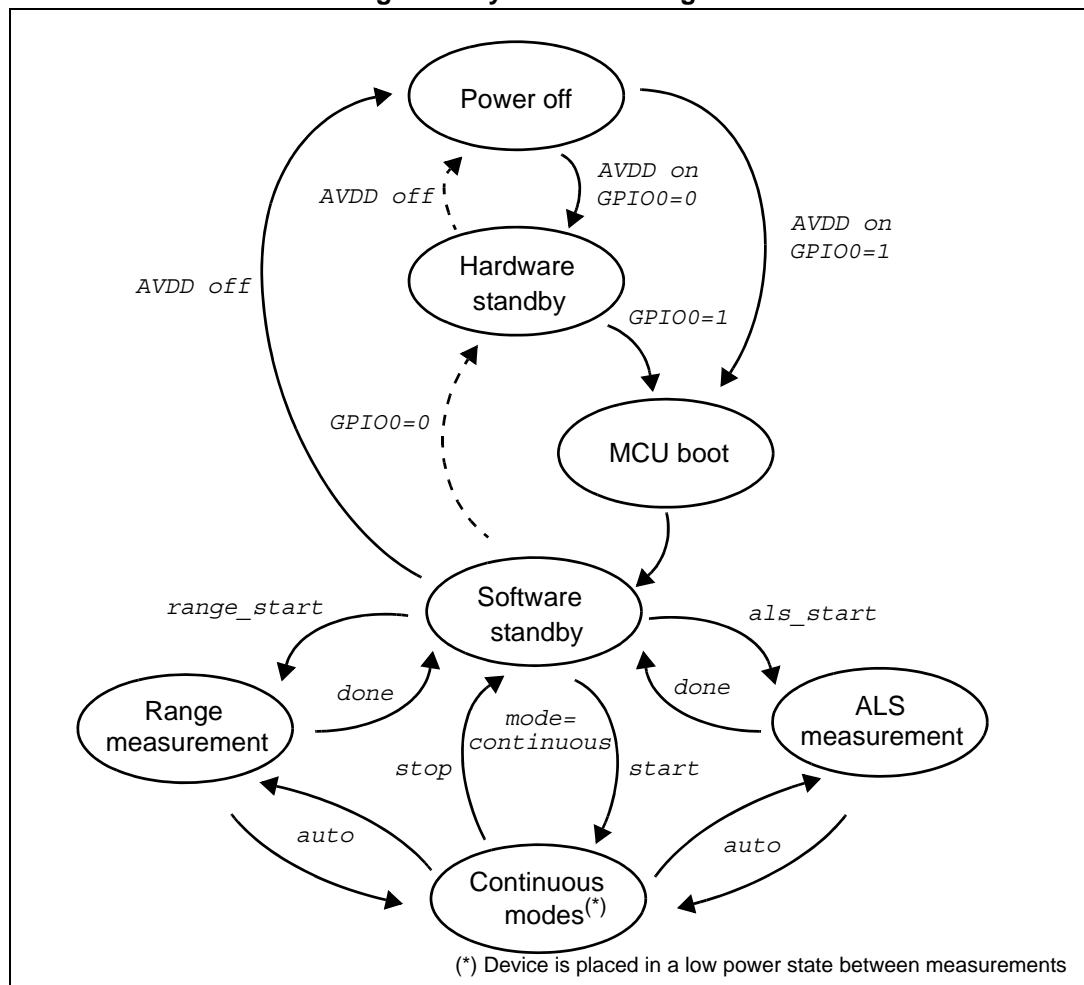 Power off
AVDD on
GPIO0=0
AVDD off
AVDD on
GPIO0=1
Hardware
standby
AVDD off
GPIO0=1
GPIO0=0
MCU boot
Software
standby
range_start
als_start
done
done
Range
measurement
mode=
continuous
ALS
measurement
stop
start
auto
auto
Continuous
modes(*)
(*) Device is placed in a low power state between measurements